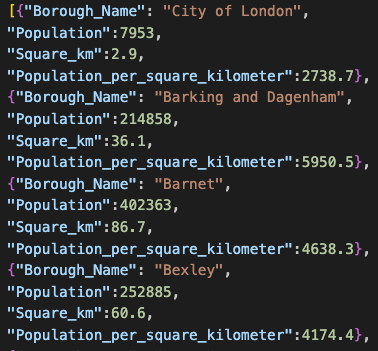 [{"Borough_Name": "City of London",
"Population":7953,
"Square_km":2.9,
"Population_per_square_kilometer":2738.7},
{"Borough_Name": "Barking and Dagenham",
"Population":214858,
"Square_km":36.1,
"Population_per_square_kilometer":5950.5},
{"Borough_Name": "Barnet",
"Population":402363,
"Square_km":86.7,
"Population_per_square_kilometer":4638.3},
{"Borough_Name": "Bexley",
"Population":252885,
"Square_km":60.6,
"Population_per_square_kilometer":4174.4},